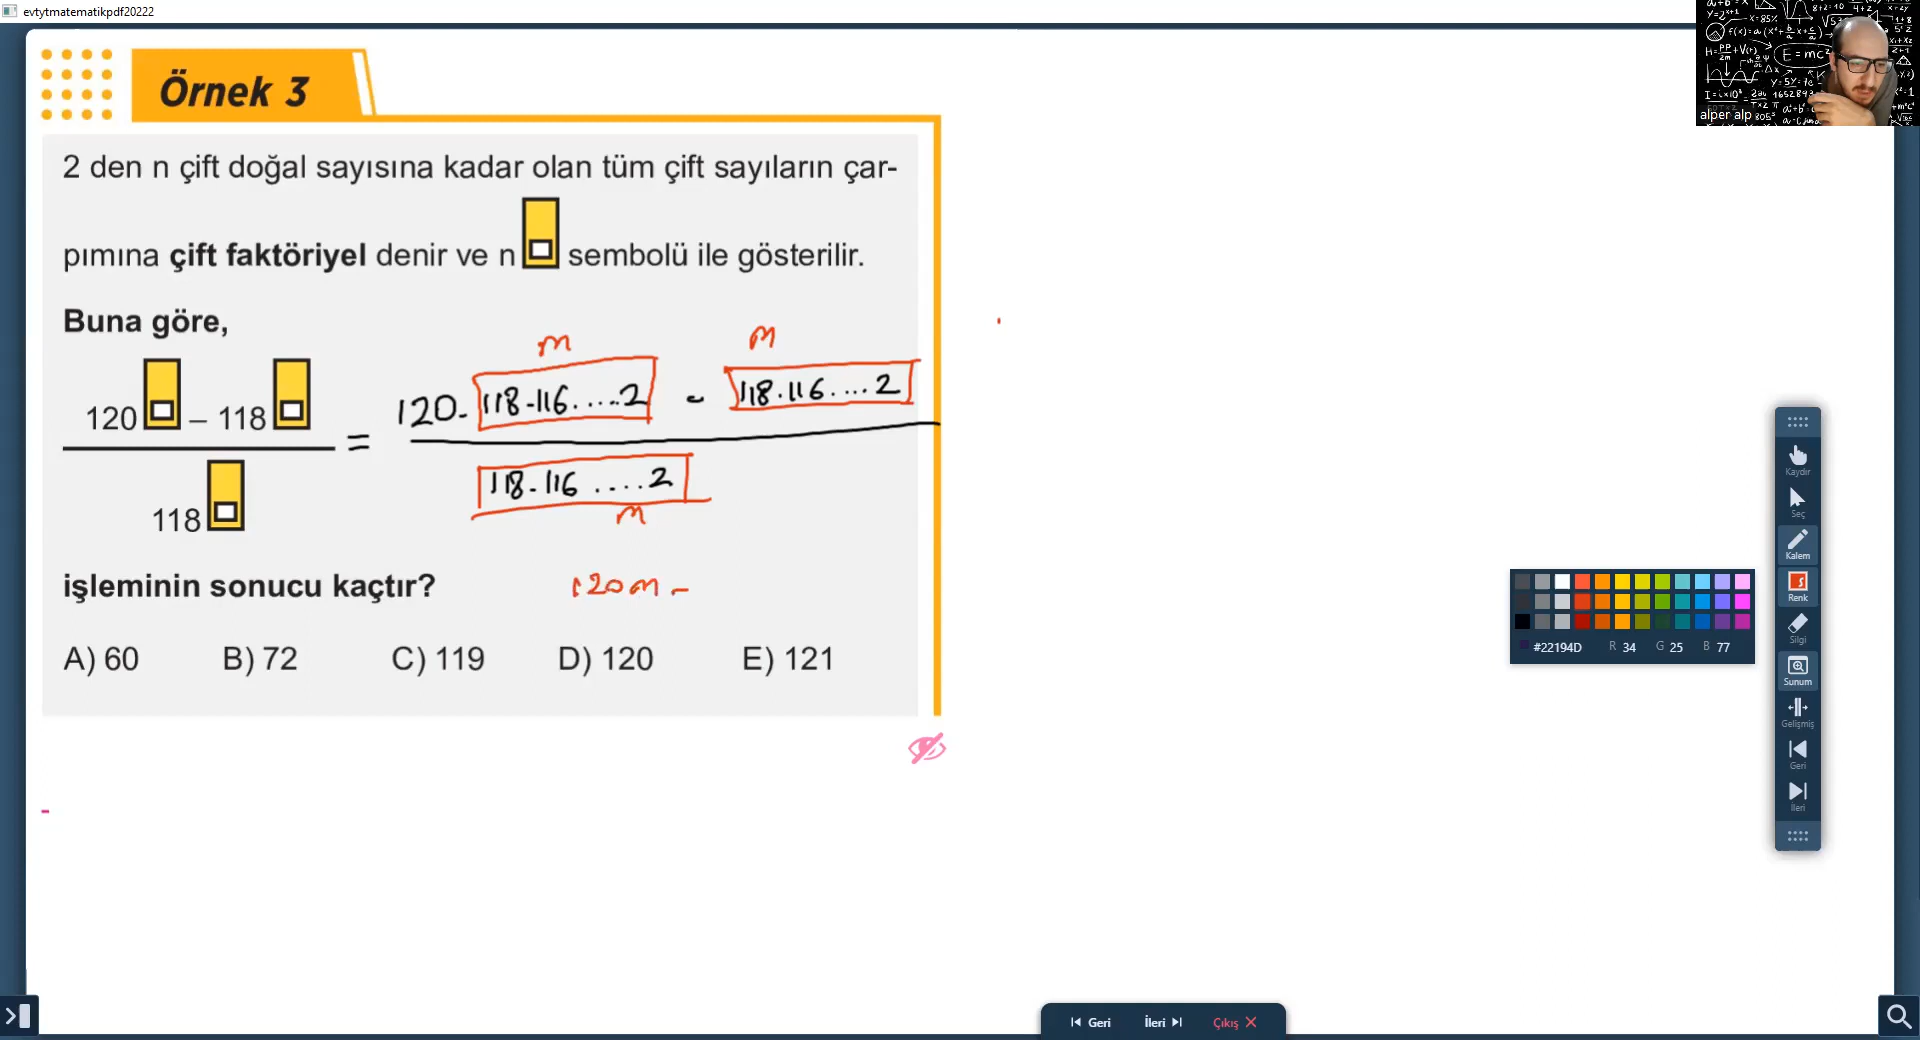 evtytmatematikpdf20222
alper alp
Örnek 3
2 den n çift doğal sayısına kadar olan tüm çift sayıların çar-
pımına çift faktöriyel denir ve n sembolü ile gösterilir.
Buna göre,
m m
120 – 118
= 120. 118.116.....2 - 118.116....2
118
118.116 ....2
m
işleminin sonucu kaçtır?
120m -
A) 60 B) 72 C) 119 D) 120 E) 121
Kaydır
Seç
Kalem
Renk
Silgi
Sunum
Gelişmiş
Geri
İleri
#22194D R 34 G 25 B 77
Geri İleri Çıkış